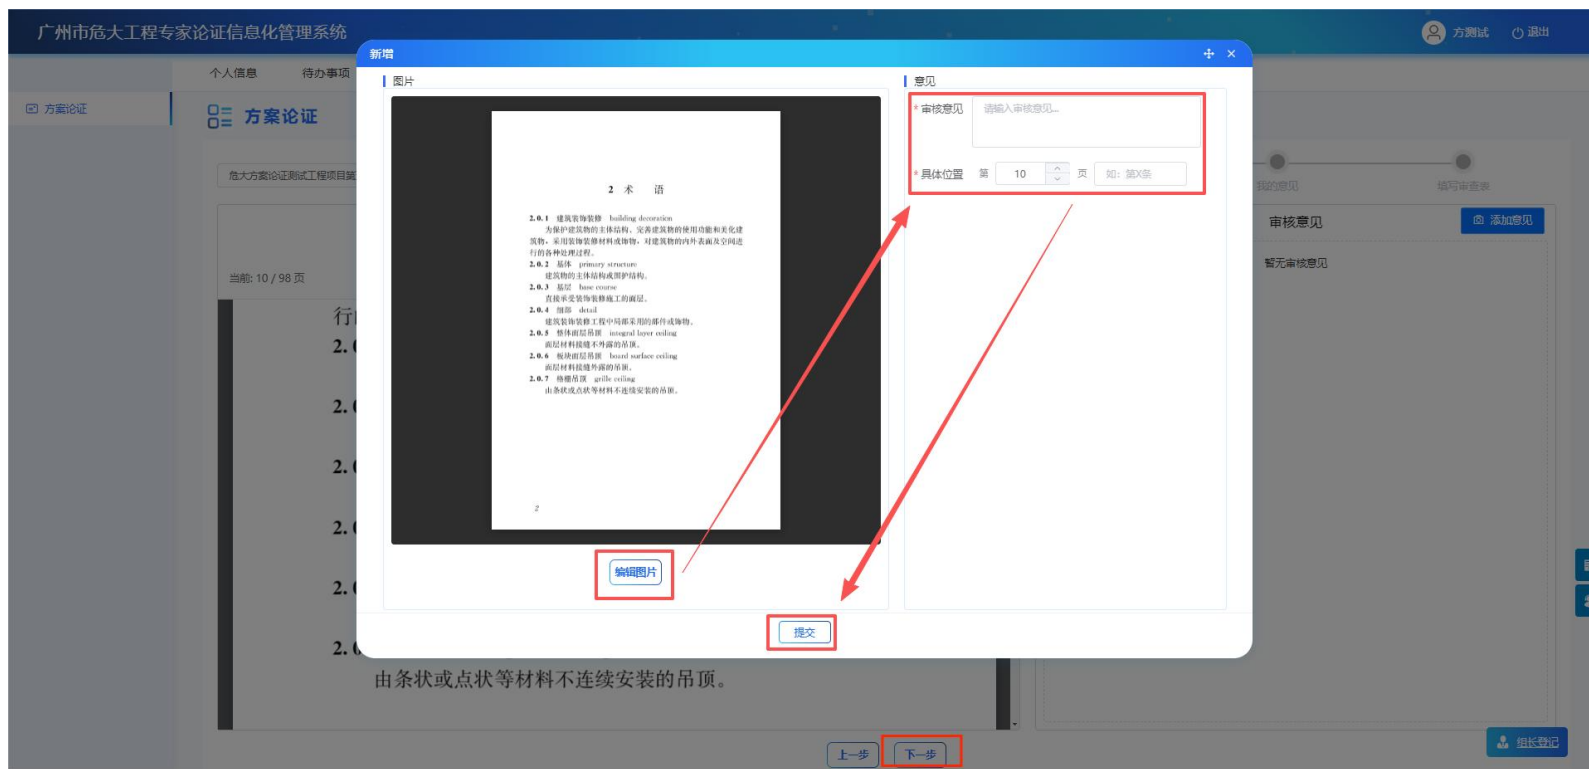 广州市危大工程专家论证信息化管理系统
方测试
退出
个人信息
待办事项
方案论证
方案论证
危大方案论证测试工程项目第
我的意见
填写审查表
当前: 10 / 98 页
审核意见
添加意见
暂无审核意见
新增
图片
2 术 语
2.0.1 建筑装饰装修 building decoration
为保护建筑物的主体结构、完善建筑物的使用功能和美化建
筑物，采用装饰装修材料或饰物，对建筑物的内外表面及空间进
行的各种处理过程。
2.0.2 基体 primary structure
建筑物的主体结构或围护结构。
2.0.3 基层 base course
直接承受装饰装修施工的面层。
2.0.4 细部 detail
建筑装饰装修工程中局部采用的部件或饰物。
2.0.5 整体面层吊顶 integral layer ceiling
面层材料接缝不外露的吊顶。
2.0.6 板块面层吊顶 board surface ceiling
面层材料接缝外露的吊顶。
2.0.7 格栅吊顶 grille ceiling
由条状或点状等材料不连续安装的吊顶。
2
编辑图片
意见
* 审核意见 请输入审核意见...
* 具体位置 第 10 页 如: 第X条
提交
行
2.0
2.0
2.0
2.0
2.0
2.0
由条状或点状等材料不连续安装的吊顶。
上一步
下一步
组长登记